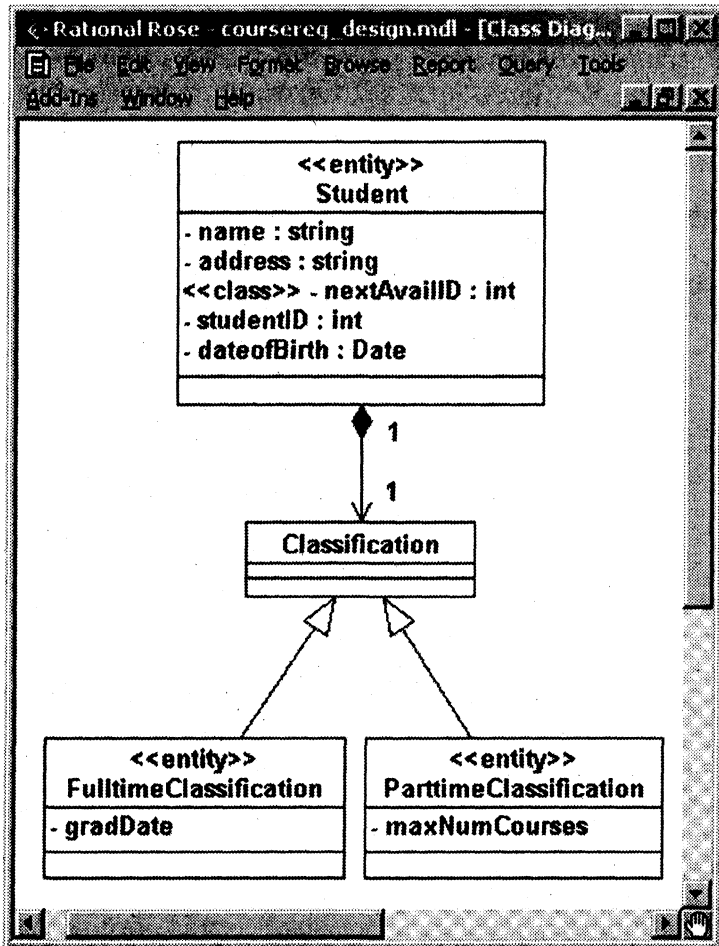 Rational Rose - coursereq_design.mdl - [Class Diag...
File Edit View Format Browse Report Query Tools
Add-Ins Window Help
<<entity>>
Student
- name : string
- address : string
<<class>> - nextAvailID : int
- studentID : int
- dateofBirth : Date
1
1
Classification
<<entity>>
FulltimeClassification
- gradDate
<<entity>>
ParttimeClassification
- maxNumCourses